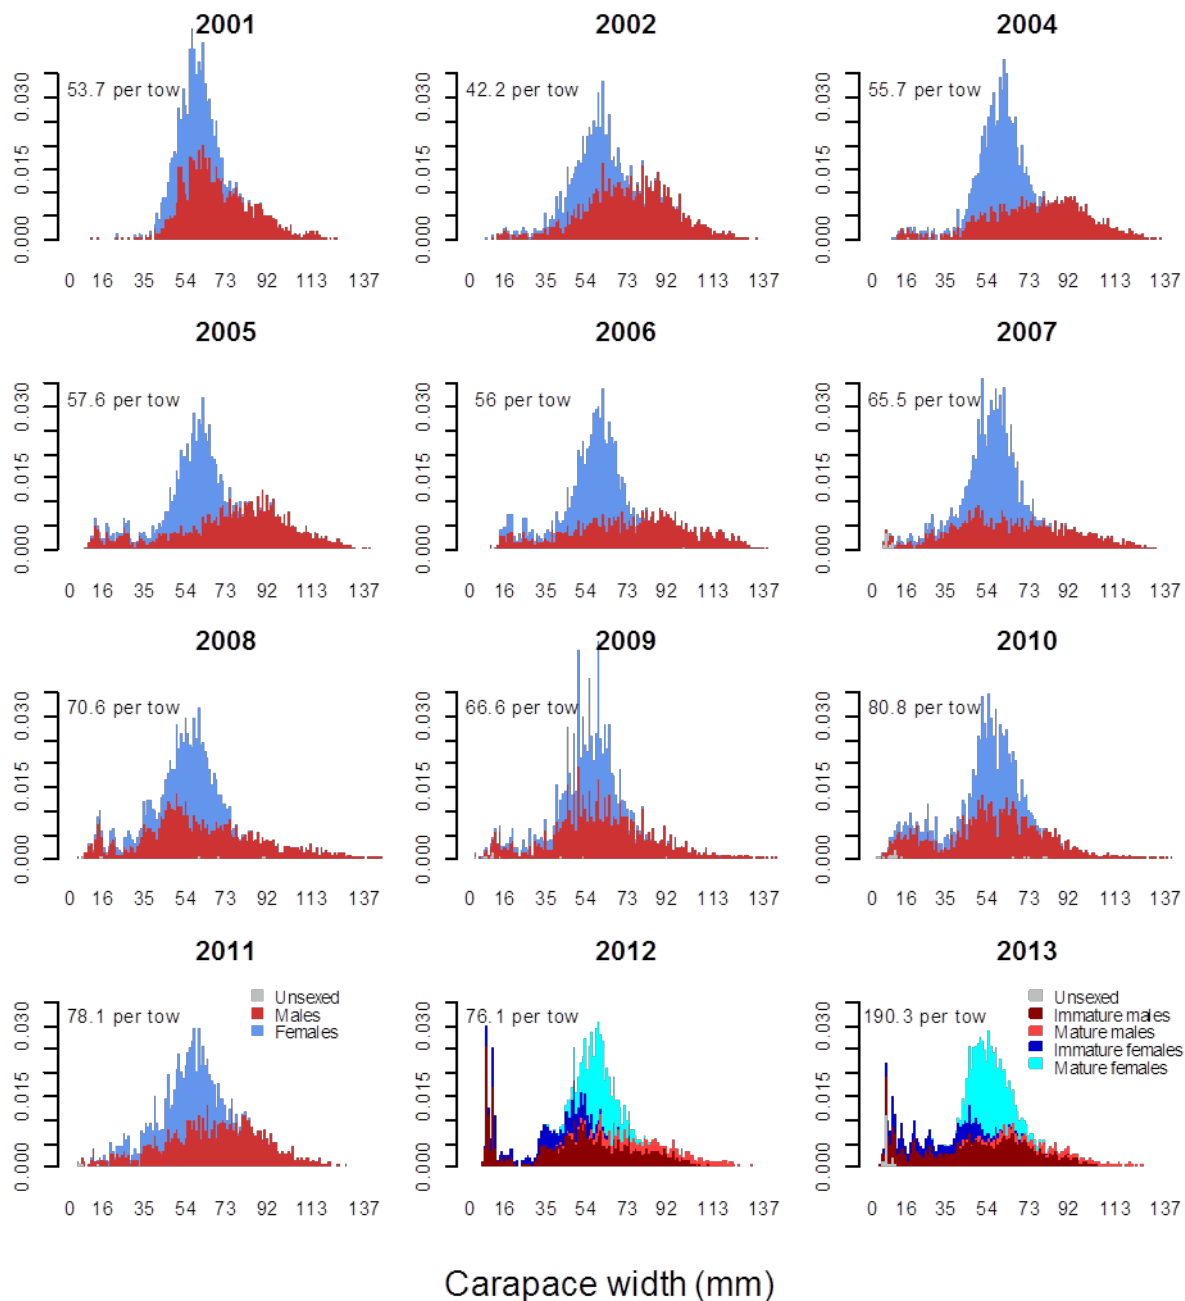 2001 2002 2004
53.7 per tow 42.2 per tow 55.7 per tow
0.030 0.030 0.030
0.015 0.015 0.015
0.000 0.000 0.000
0 16 35 54 73 92 113 137 0 16 35 54 73 92 113 137 0 16 35 54 73 92 113 137
2005 2006 2007
57.6 per tow 56 per tow 65.5 per tow
0.030 0.030 0.030
0.015 0.015 0.015
0.000 0.000 0.000
0 16 35 54 73 92 113 137 0 16 35 54 73 92 113 137 0 16 35 54 73 92 113 137
2008 2009 2010
70.6 per tow 66.6 per tow 80.8 per tow
0.030 0.030 0.030
0.015 0.015 0.015
0.000 0.000 0.000
0 16 35 54 73 92 113 137 0 16 35 54 73 92 113 137 0 16 35 54 73 92 113 137
2011 2012 2013
78.1 per tow 76.1 per tow 190.3 per tow
Unsexed
Males
Females
Unsexed
Immature males
Mature males
Immature females
Mature females
0.030 0.030 0.030
0.015 0.015 0.015
0.000 0.000 0.000
0 16 35 54 73 92 113 137 0 16 35 54 73 92 113 137 0 16 35 54 73 92 113 137
Carapace width (mm)